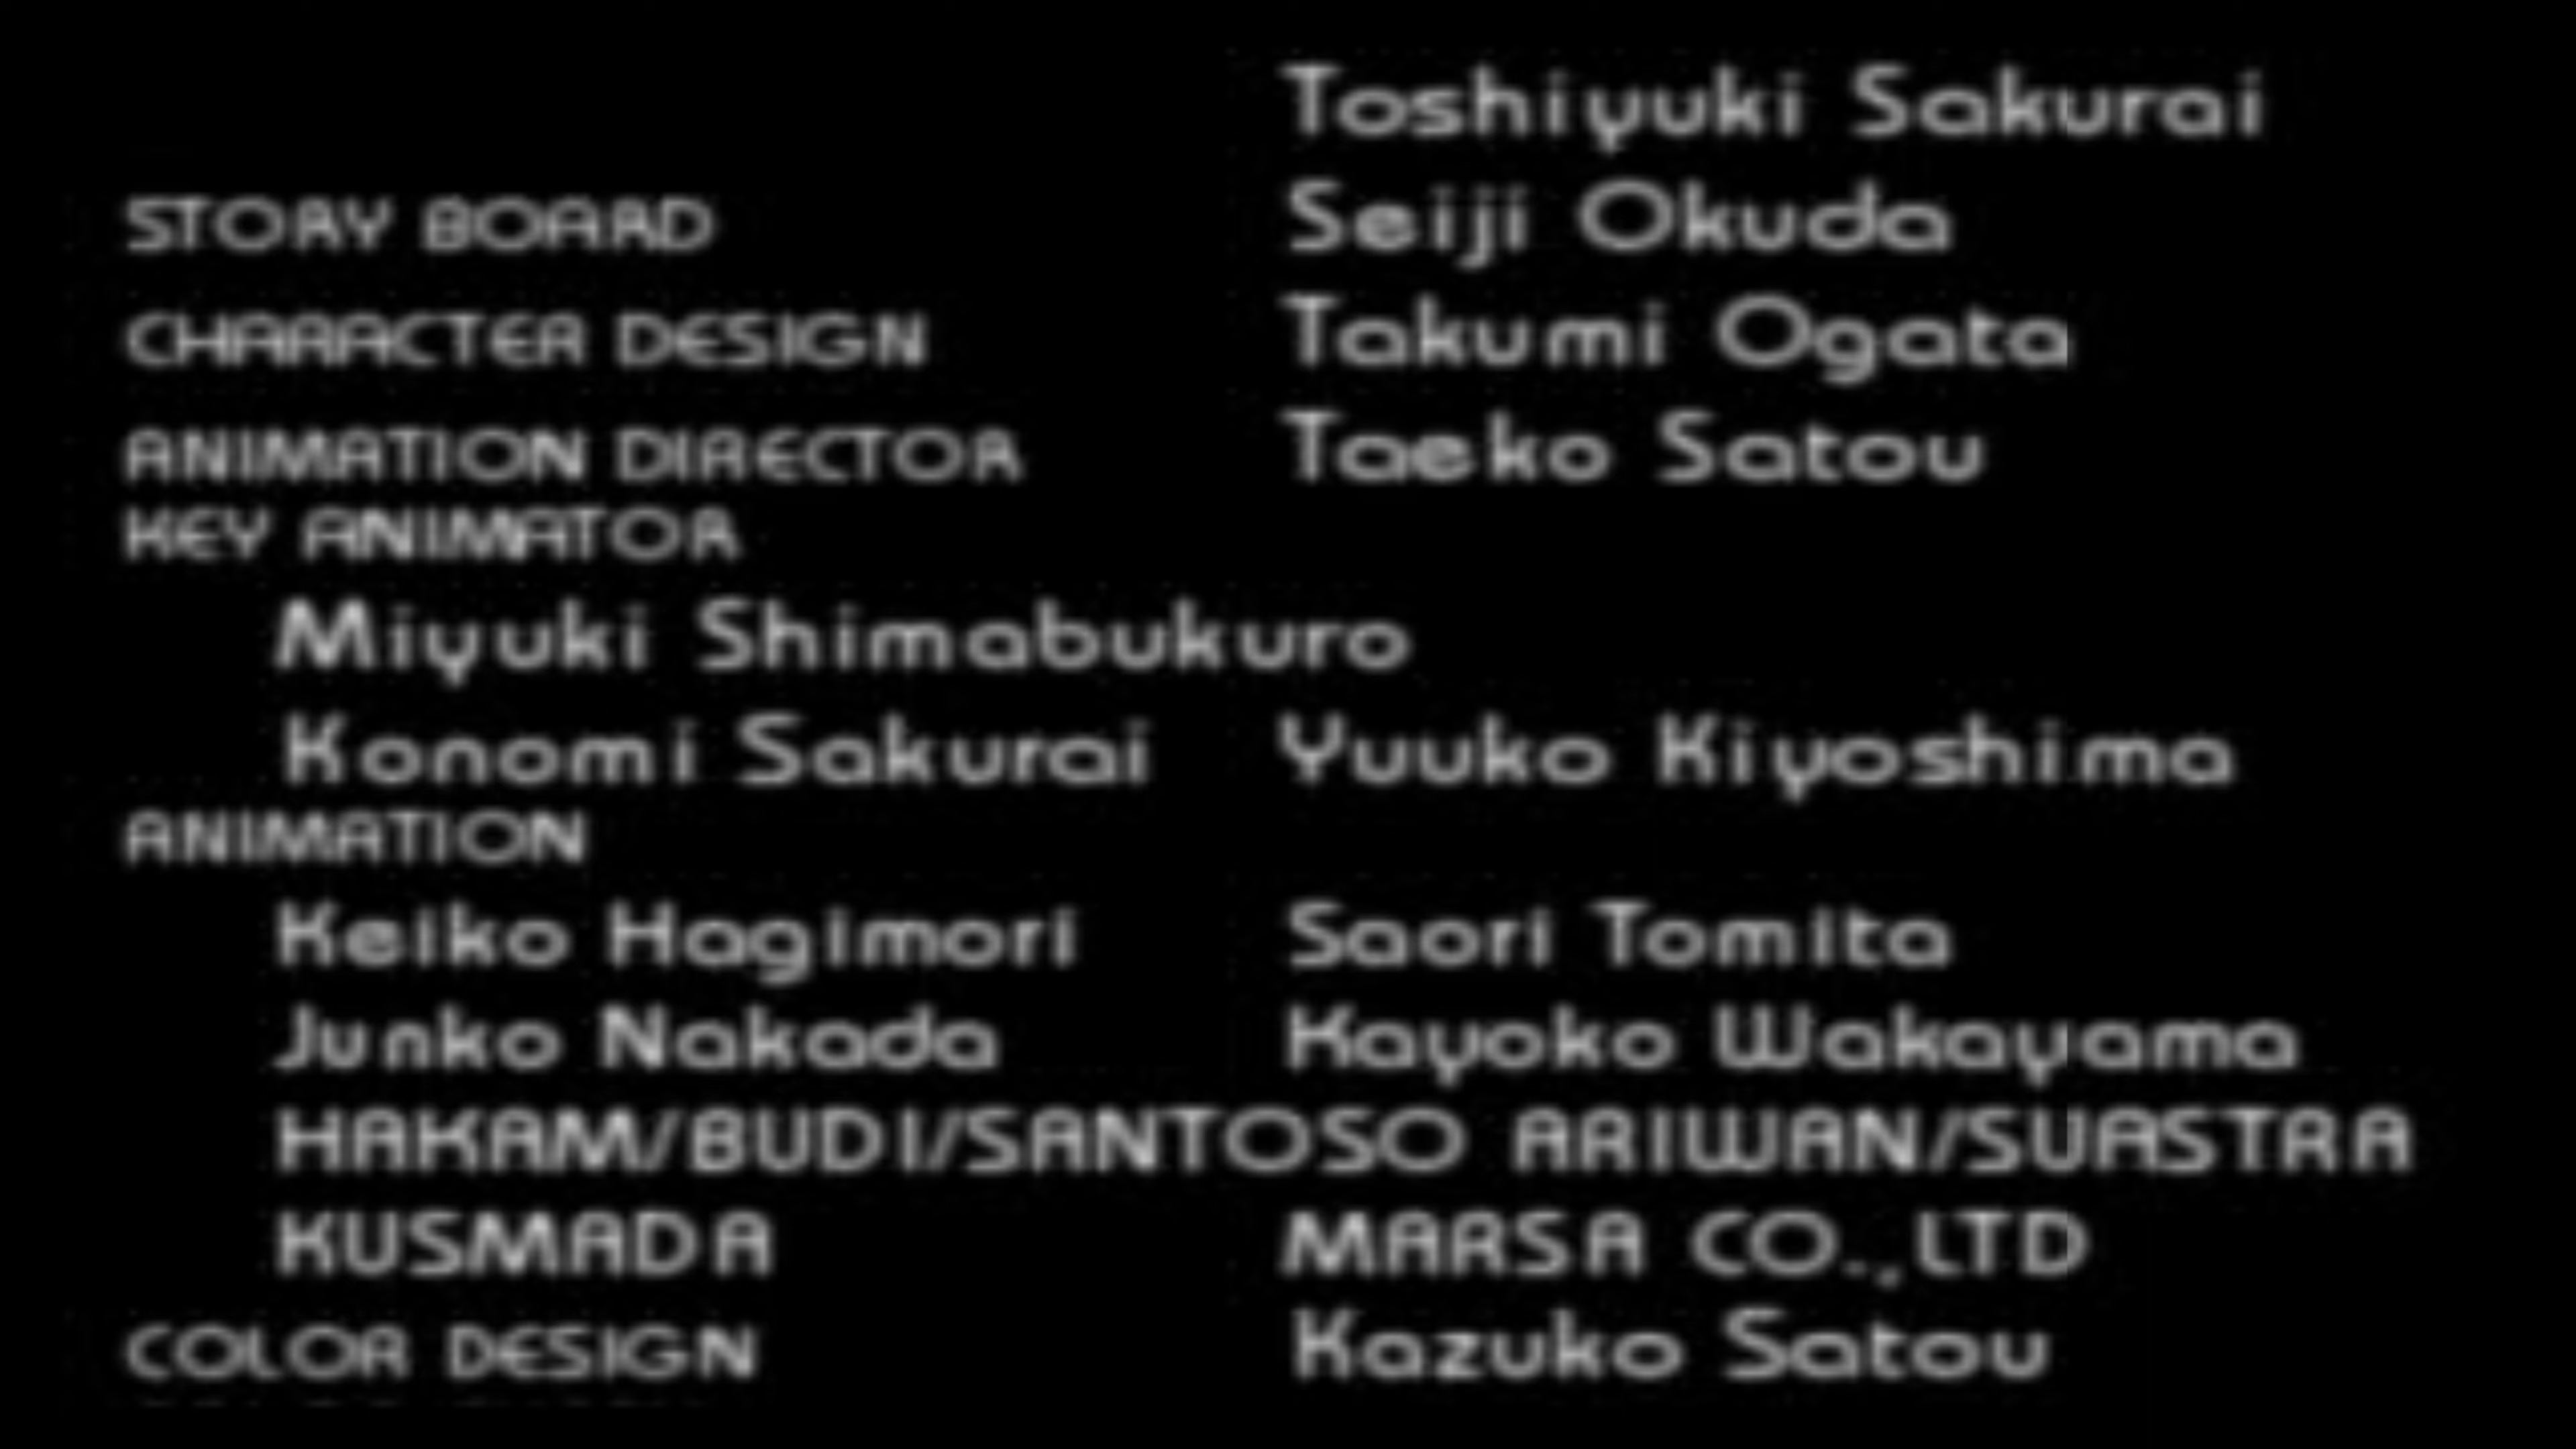 Toshiyuki Sakurai
STORY BOARD Seiji Okuda
CHARACTER DESIGN Takumi Ogata
ANIMATION DIRECTOR Taeko Satou
KEY ANIMATOR
Miyuki Shimabukuro
Konomi Sakurai Yuuko Kiyoshima
ANIMATION
Keiko Hagimori Saori Tomita
Junko Nakada Kayoko Wakayama
HAKAM/BUDI/SANTOSO ARIWAN/SUASTRA
KUSMADA MARSA CO.,LTD
COLOR DESIGN Kazuko Satou